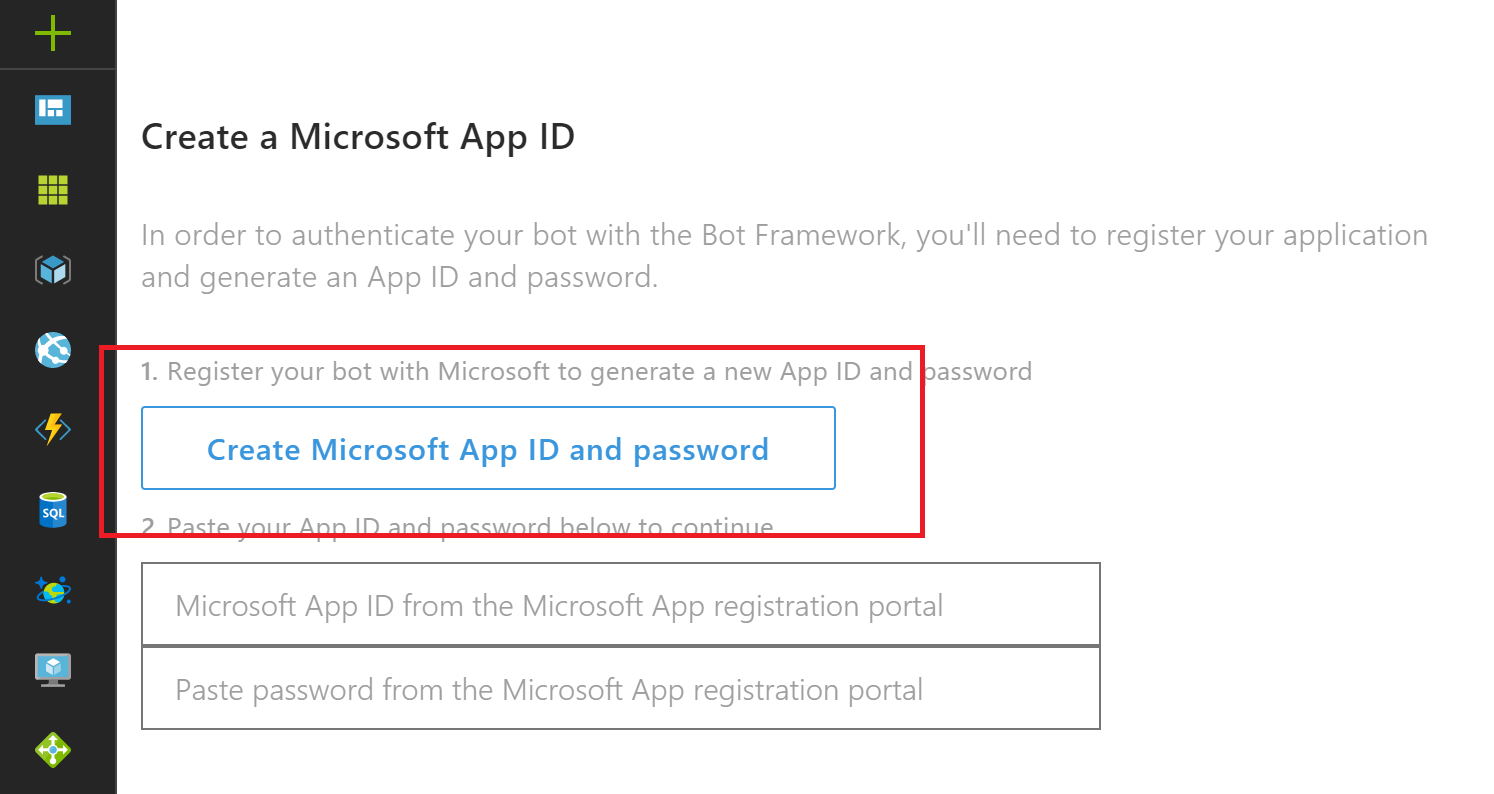 Create a Microsoft App ID
In order to authenticate your bot with the Bot Framework, you'll need to register your application
and generate an App ID and password.
1. Register your bot with Microsoft to generate a new App ID and password
Create Microsoft App ID and password
2. Paste your App ID and password below to continue
SQL
Microsoft App ID from the Microsoft App registration portal
Paste password from the Microsoft App registration portal